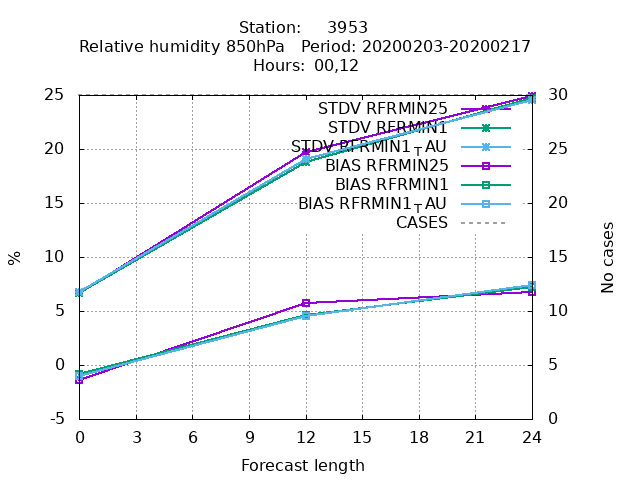 Station: 3953
Relative humidity 850hPa Period: 20200203-20200217
Hours: 00,12
25 30
STDV RFRMIN25
STDV RFRMIN1
20 STDV RFRMIN1TAU 25
BIAS RFRMIN25
BIAS RFRMIN1
15 BIAS RFRMIN1TAU 20
CASES
10 15
%
No cases
5 10
0 5
-5 0
0 3 6 9 12 15 18 21 24
Forecast length